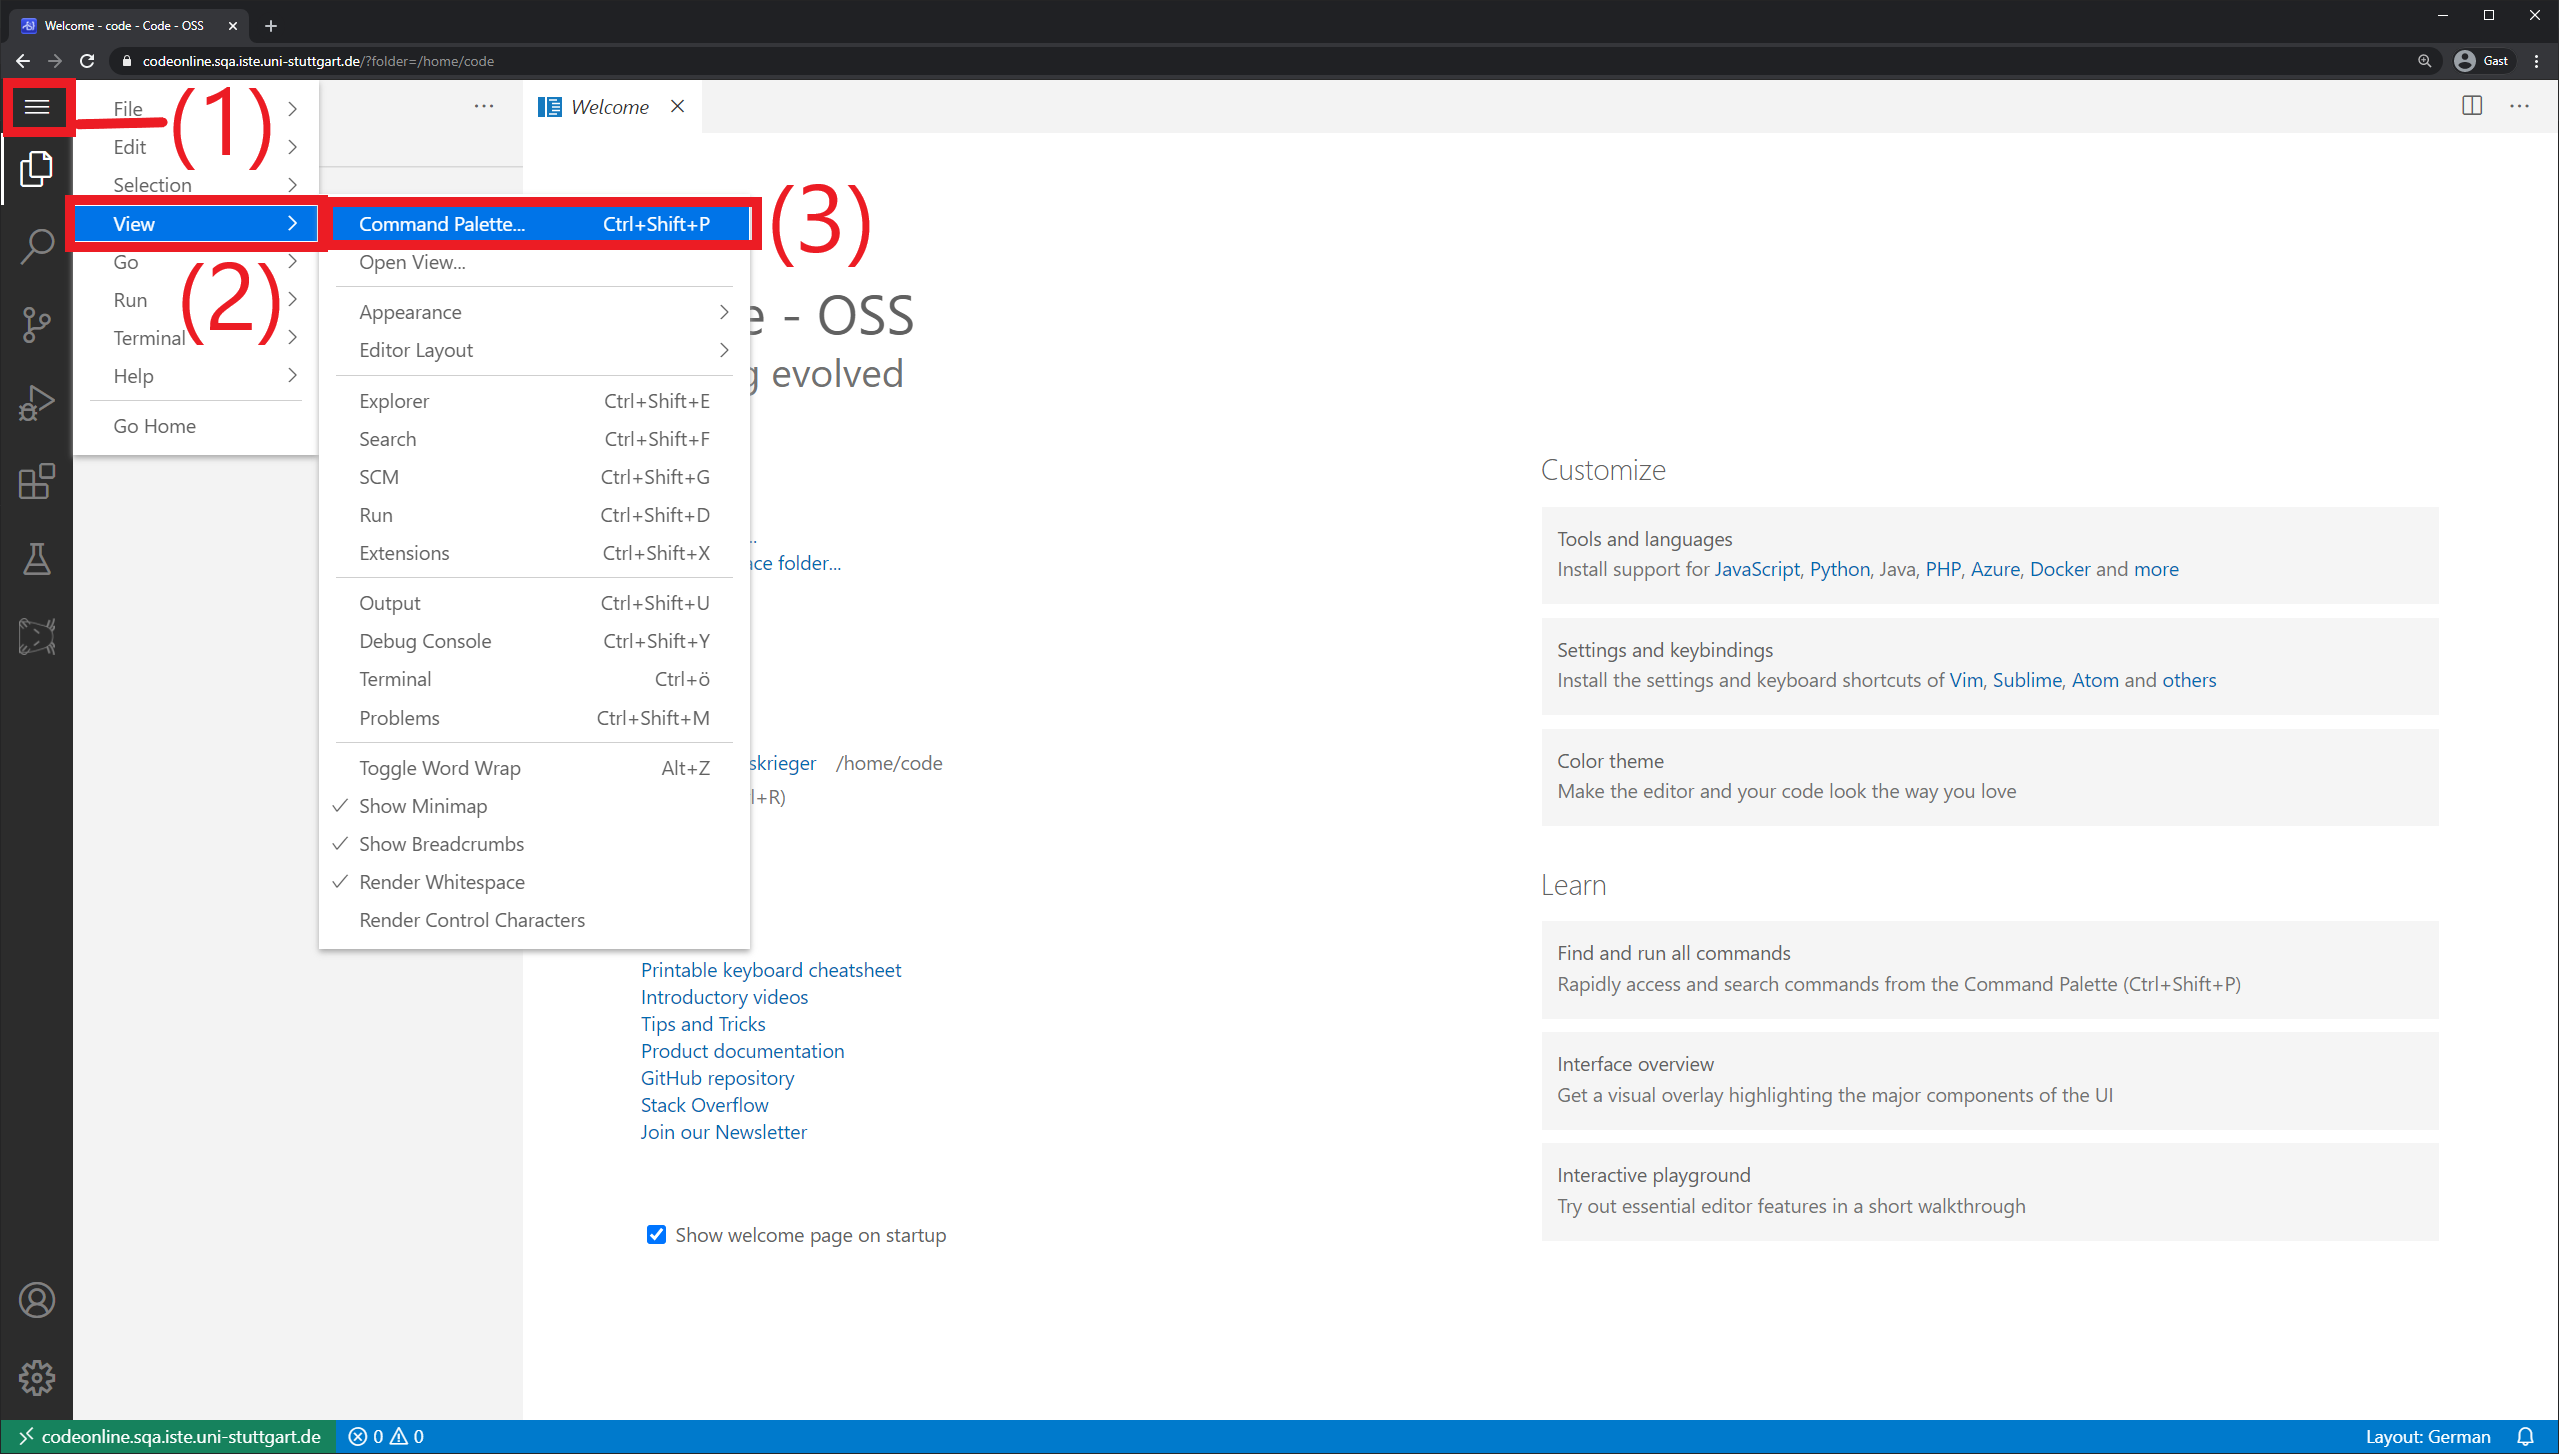 Welcome - code - Code - OSS
codeonline.sqa.iste.uni-stuttgart.de/?folder=/home/code
Gast
File
(1)
Edit
Selection
View
Go
Run
(2)
Terminal
Help
Go Home
Command Palette... Ctrl+Shift+P
(3)
Open View...
Appearance
Editor Layout
Explorer Ctrl+Shift+E
Search Ctrl+Shift+F
SCM Ctrl+Shift+G
Run Ctrl+Shift+D
Extensions Ctrl+Shift+X
Output Ctrl+Shift+U
Debug Console Ctrl+Shift+Y
Terminal Ctrl+ö
Problems Ctrl+Shift+M
Toggle Word Wrap Alt+Z
Show Minimap
Show Breadcrumbs
Render Whitespace
Render Control Characters
Welcome
e - OSS
g evolved
..
ace folder...
skrieger /home/code
l+R)
Printable keyboard cheatsheet
Introductory videos
Tips and Tricks
Product documentation
GitHub repository
Stack Overflow
Join our Newsletter
Show welcome page on startup
Customize
Tools and languages
Install support for JavaScript, Python, Java, PHP, Azure, Docker and more
Settings and keybindings
Install the settings and keyboard shortcuts of Vim, Sublime, Atom and others
Color theme
Make the editor and your code look the way you love
Learn
Find and run all commands
Rapidly access and search commands from the Command Palette (Ctrl+Shift+P)
Interface overview
Get a visual overlay highlighting the major components of the UI
Interactive playground
Try out essential editor features in a short walkthrough
codeonline.sqa.iste.uni-stuttgart.de 0 0
Layout: German